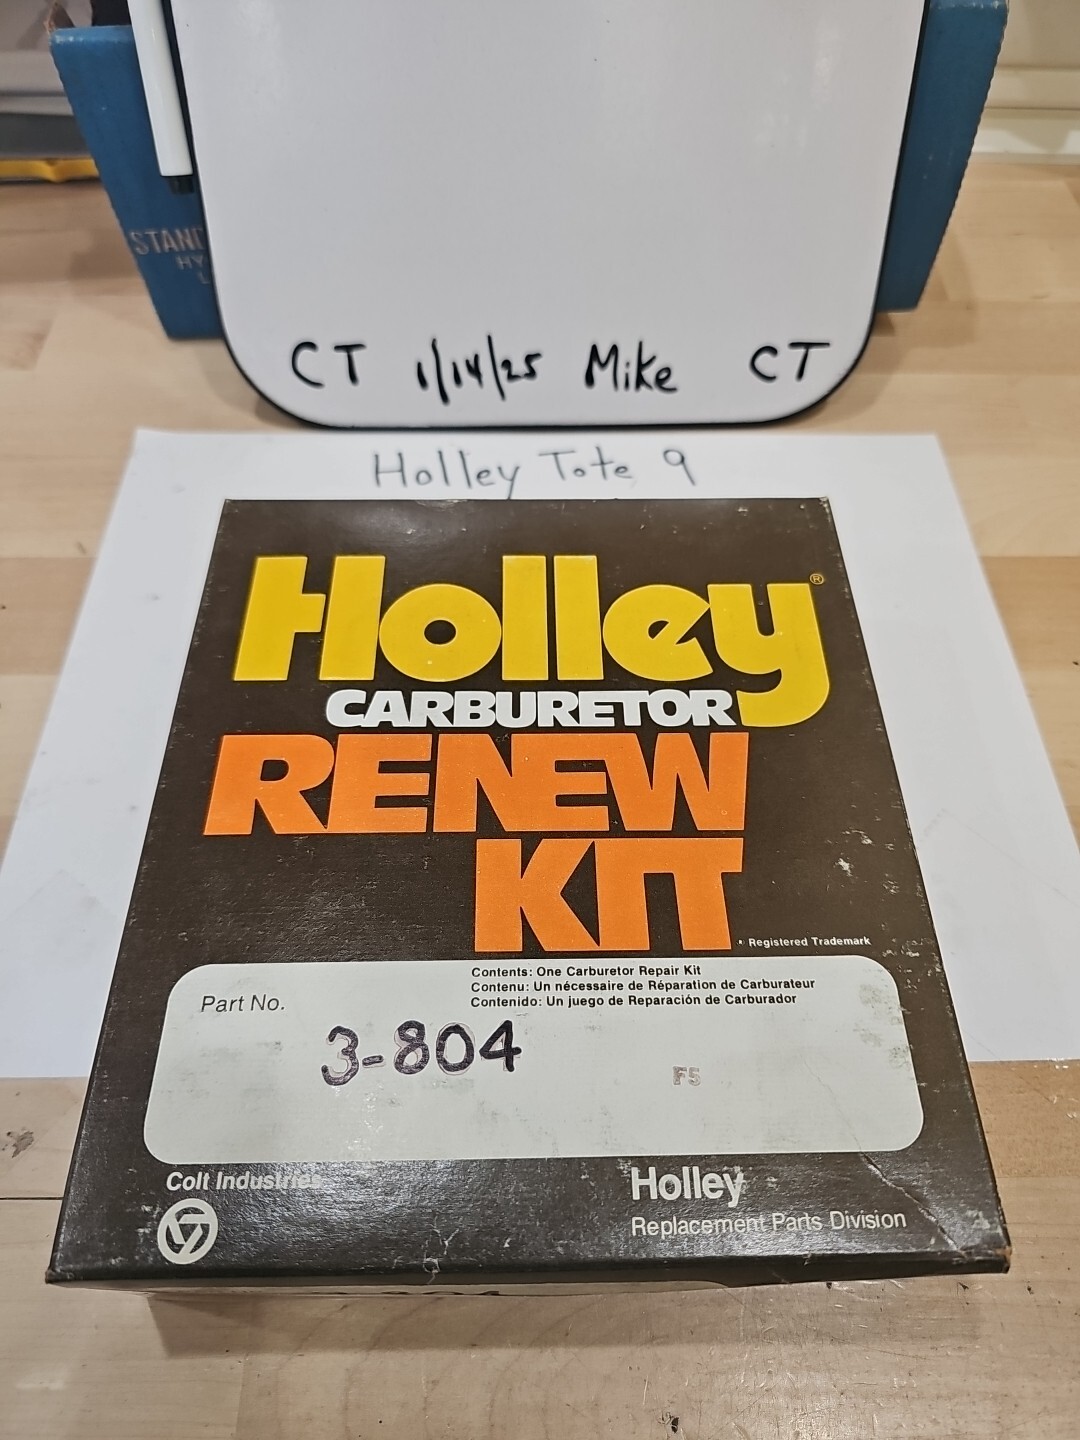 STAND
HY
L
CT 1/14/25 Mike CT
Holley Tote 9
Holley®
CARBURETOR
RENEW
KIT
• Registered Trademark
Contents: One Carburetor Repair Kit
Contenu: Un nécessaire de Réparation de Carburateur
Contenido: Un juego de Reparación de Carburador
Part No.
3-804
F5
Colt Industries
Holley
Replacement Parts Division